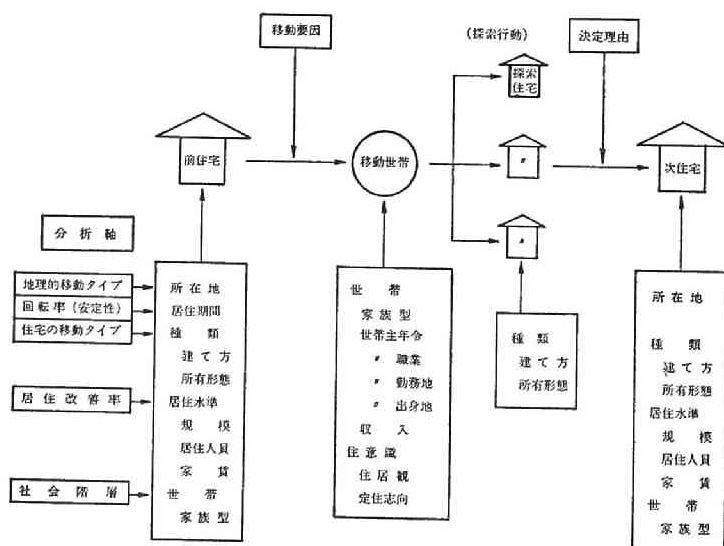 移動要因
(探索行動)
決定理由
探索
住宅
前住宅
移動世帯
〃
次住宅
〃
分析軸
地理的移動タイプ
回転率(安定性)
住宅の移動タイプ
居住改善率
社会階層
所在地
居住期間
種類
建て方
所有形態
居住水準
規模
居住人員
家賃
世帯
家族型
世帯
家族型
世帯主年令
〃 職業
〃 勤務地
〃 出身地
収入
住意識
住居観
定住志向
種類
建て方
所有形態
所在地
種類
建て方
所有形態
居住水準
規模
居住人員
家賃
世帯
家族型